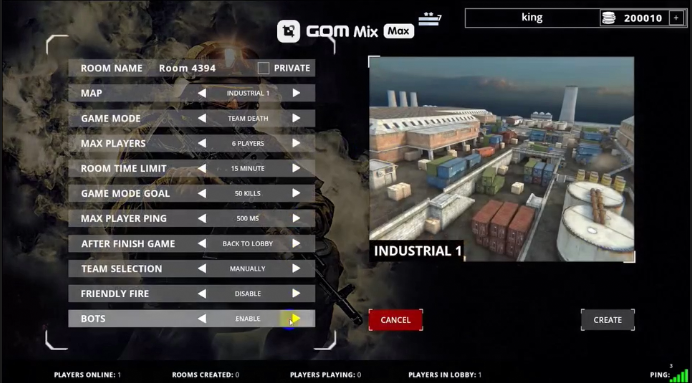 GOM Mix Max
7
king
200010 +
ROOM NAME Room 4394 PRIVATE
MAP INDUSTRIAL 1
GAME MODE TEAM DEATH
MAX PLAYERS 6 PLAYERS
ROOM TIME LIMIT 15 MINUTE
GAME MODE GOAL 50 KILLS
MAX PLAYER PING 500 MS
AFTER FINISH GAME BACK TO LOBBY
TEAM SELECTION MANUALLY
FRIENDLY FIRE DISABLE
BOTS ENABLE
INDUSTRIAL 1
CANCEL
CREATE
PLAYERS ONLINE: 1 ROOMS CREATED: 0 PLAYERS PLAYING: 0 PLAYERS IN LOBBY: 1 PING:
3